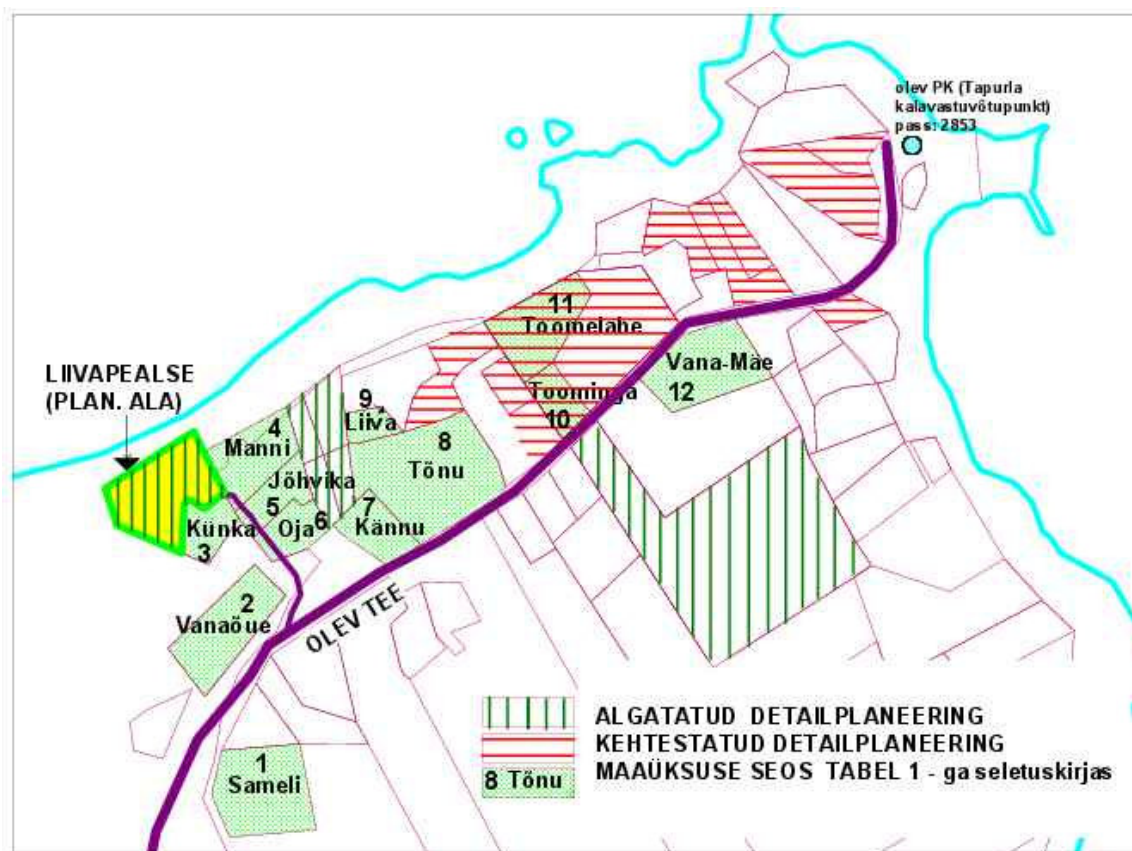 olev PK (Tapurla
kalavastuvõtupunkt)
pass: 2853
11
Toomelahe
LIIVAPEALSE
(PLAN. ALA)
Vana-Mäe
12
Toominga
10
9
Liiva
4
Manni
8
Tõnu
Jõhvika
5
Oja
6
7
Kännu
Künka
3
2
Vanaõue
OLEV TEE
1
Sameli
ALGATATUD DETAILPLANEERING
KEHTESTATUD DETAILPLANEERING
8 Tõnu
MAAÜKSUSE SEOS TABEL 1 - ga seletuskirjas